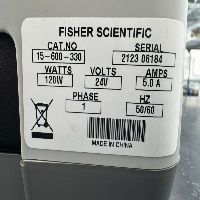 FISHER SCIENTIFIC
CAT.NO SERIAL
15-600-330 2123 06184
WATTS VOLTS AMPS
120W 24V 5.0 A
PHASE HZ
1 50/60
MADE IN CHINA